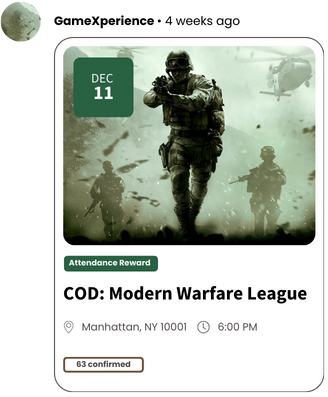 GameXperience • 4 weeks ago
DEC
11
Attendance Reward
COD: Modern Warfare League
Manhattan, NY 10001 6:00 PM
63 confirmed